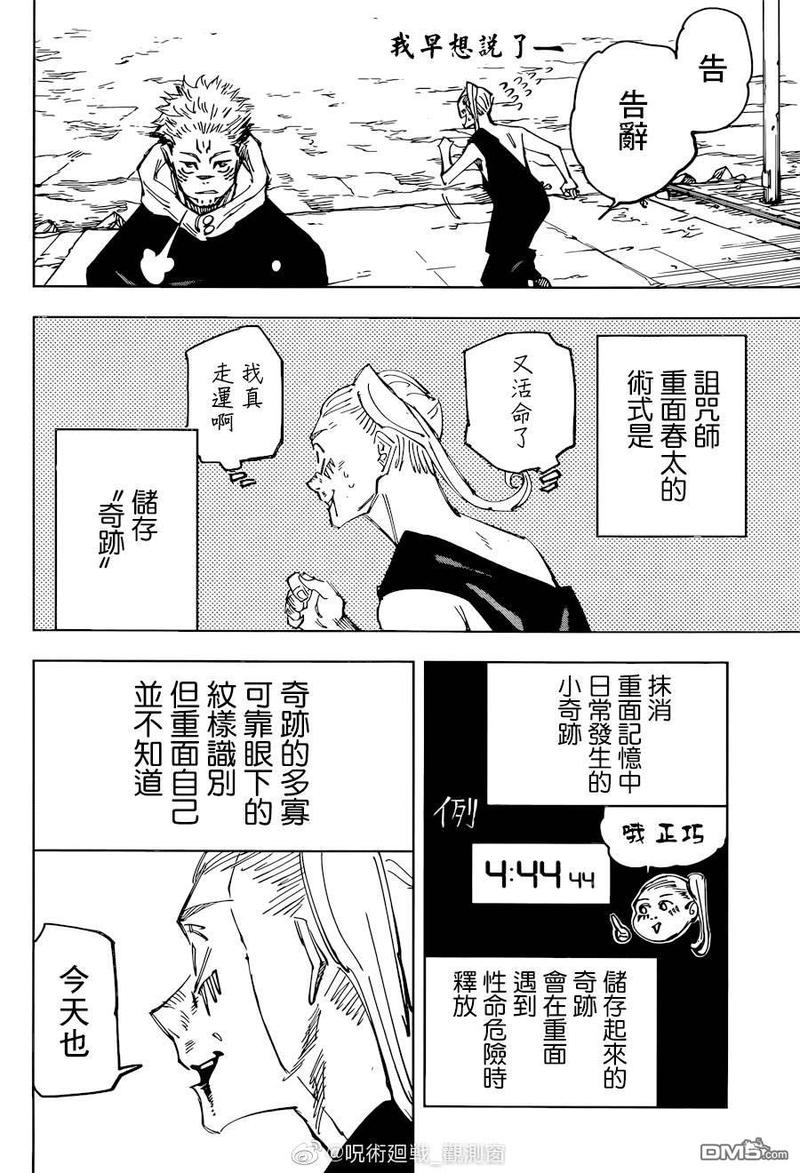 告
告辭
我早想說了一
詛咒師
重面春太的
術式是
又活命了
我真
走運啊
儲存
“奇跡”
抹消
重面記憶中
日常發生的
小奇跡
例
哦 正巧
4:44 44
儲存起來的
奇跡
會在重面
遇到
性命危險時
釋放
奇跡的多寡
可靠眼下的
紋樣識別
但重面自己
並不知道
今天也
@呪術廻戦_觀測窗
DM5.com